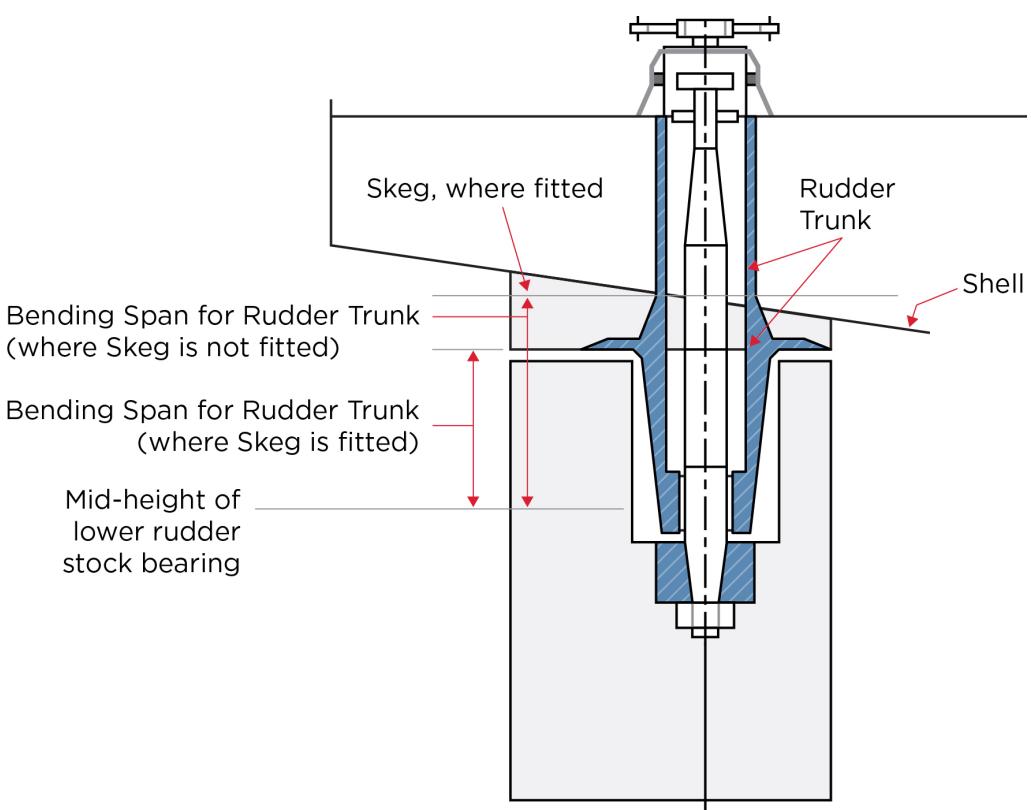 Skeg, where fitted
Rudder
Trunk
Shell
Bending Span for Rudder Trunk
(where Skeg is not fitted)
Bending Span for Rudder Trunk
(where Skeg is fitted)
Mid-height of
lower rudder
stock bearing